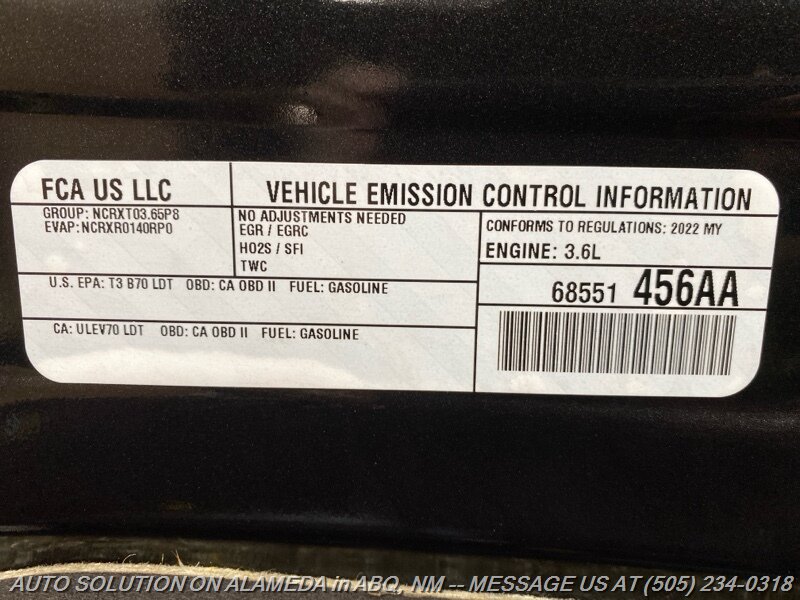 FCA US LLC
VEHICLE EMISSION CONTROL INFORMATION
GROUP: NCRXT03.65P8
EVAP: NCRXR0140RP0
NO ADJUSTMENTS NEEDED
EGR / EGRC
HO2S / SFI
TWC
CONFORMS TO REGULATIONS: 2022 MY
ENGINE: 3.6L
U.S. EPA: T3 B70 LDT OBD: CA OBD II FUEL: GASOLINE
68551 456AA
CA: ULEV70 LDT OBD: CA OBD II FUEL: GASOLINE
AUTO SOLUTION ON ALAMEDA in ABQ, NM -- MESSAGE US AT (505) 234-0318